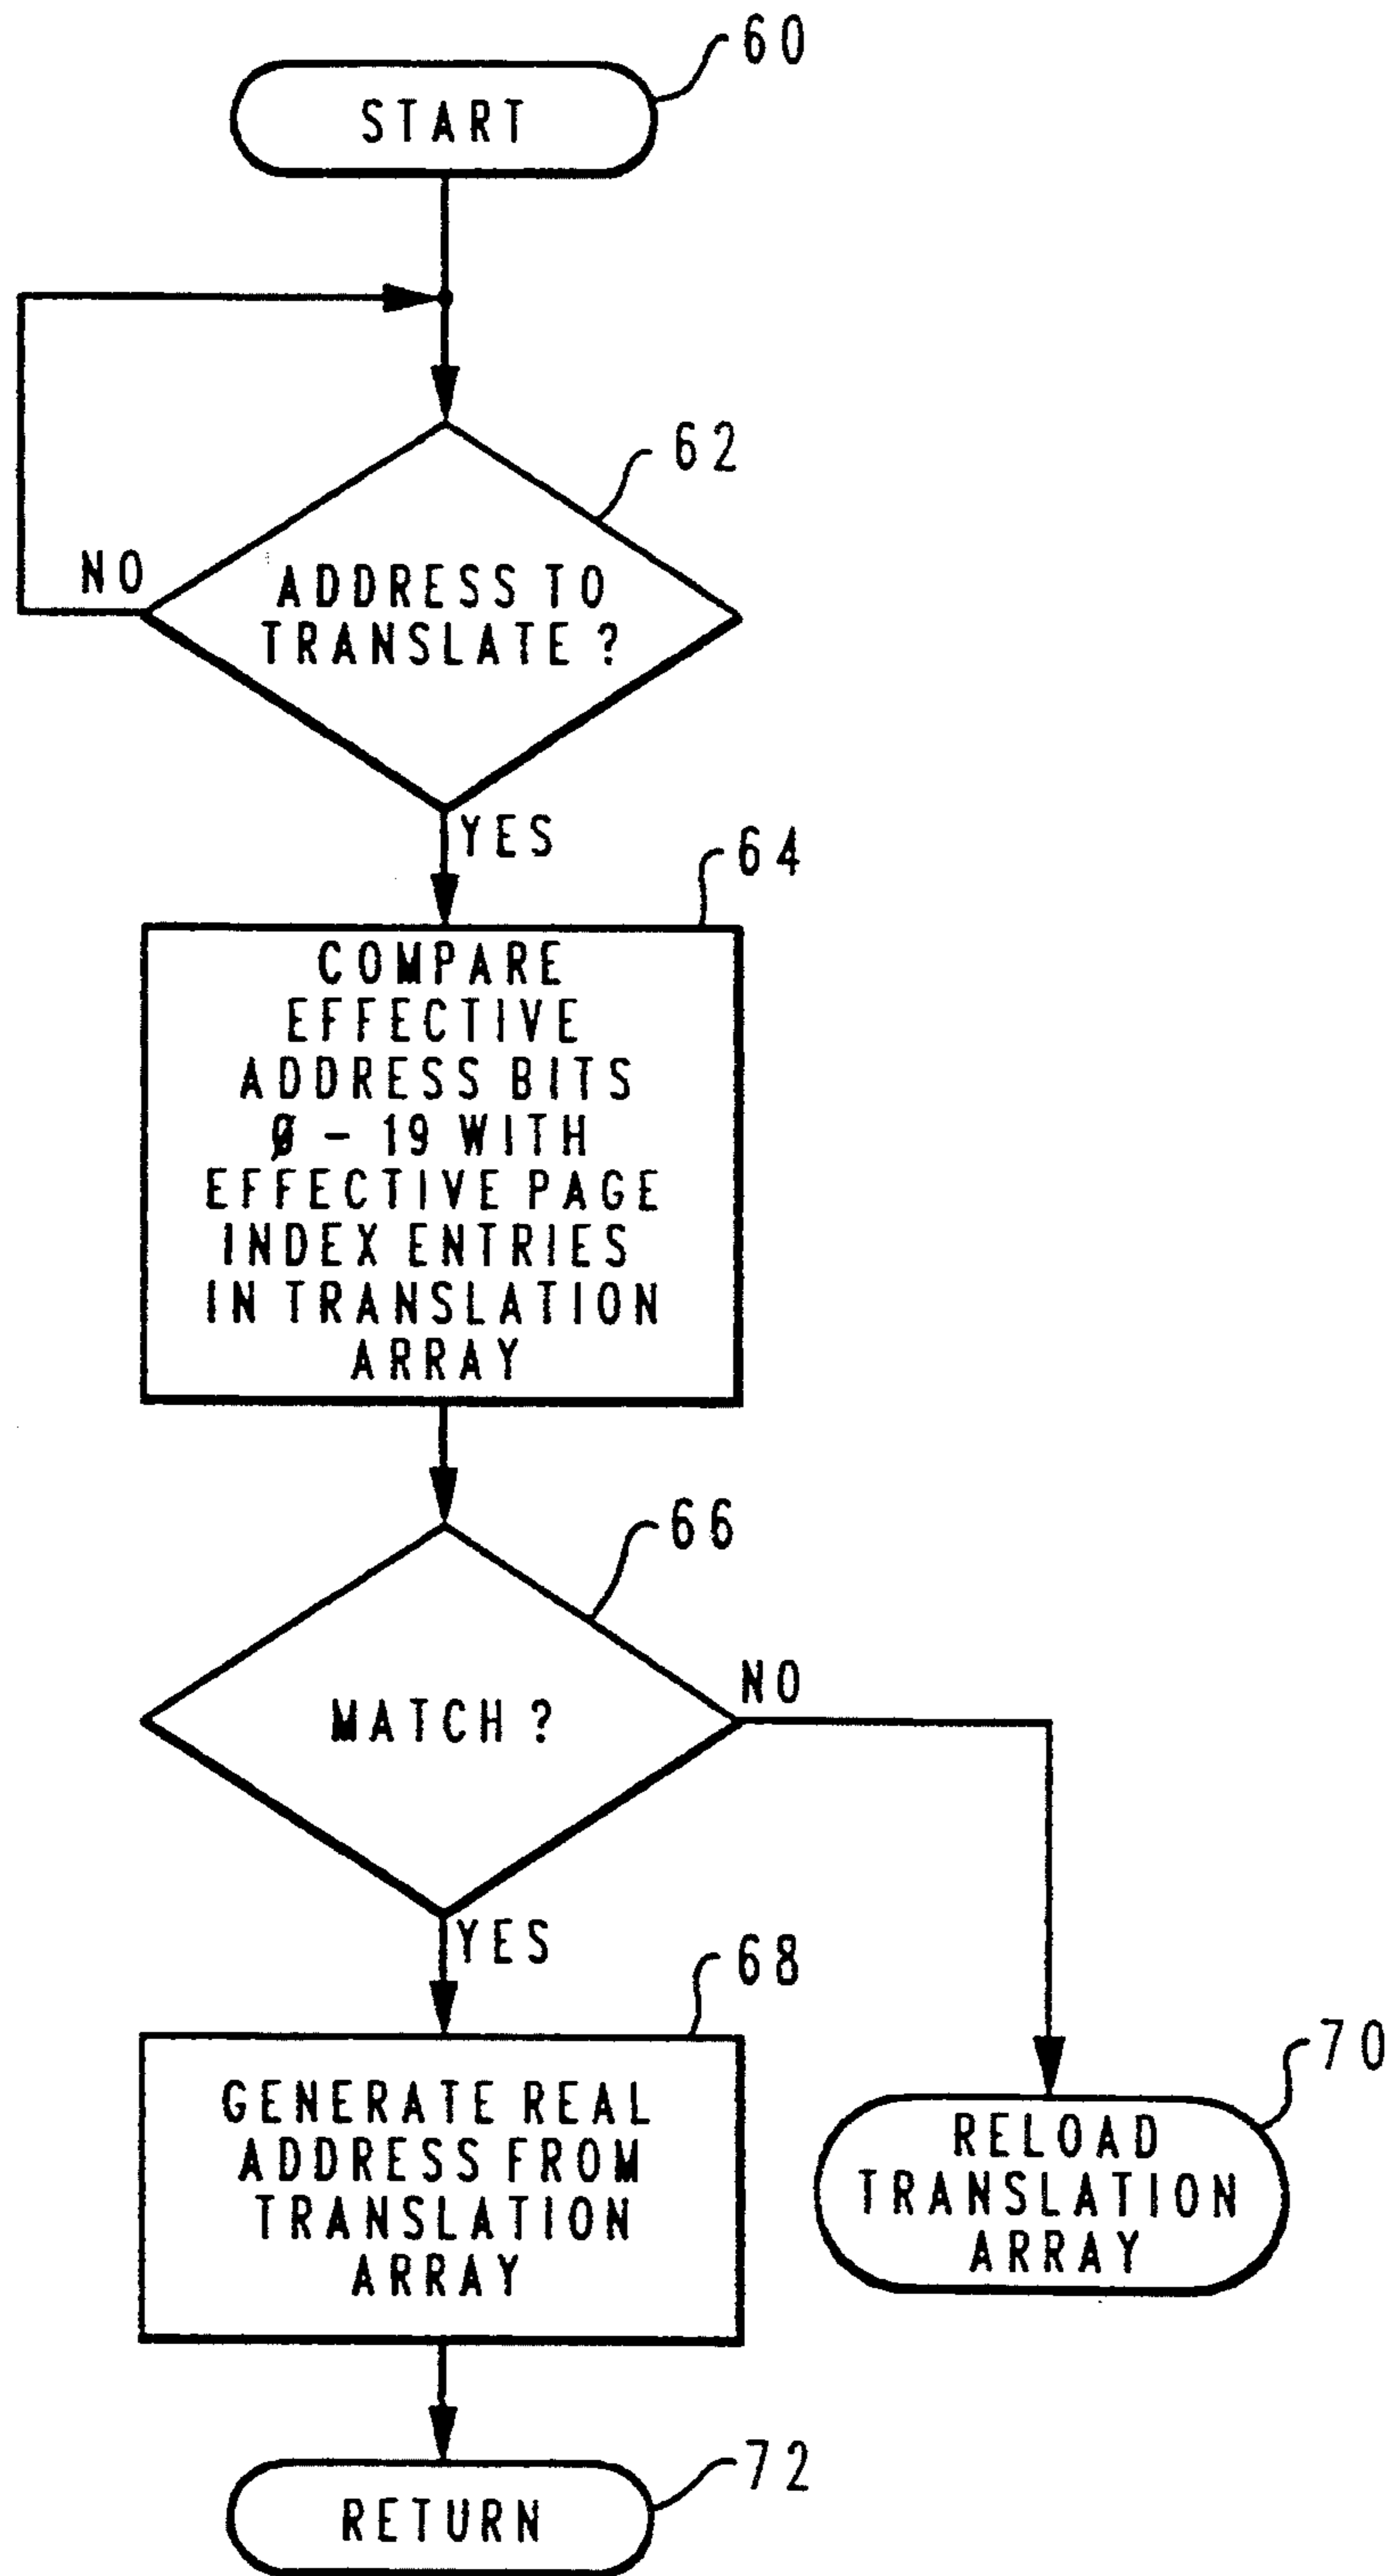 60
START
62
NO
ADDRESS TO
TRANSLATE ?
YES
64
COMPARE
EFFECTIVE
ADDRESS BITS
Ø - 19 WITH
EFFECTIVE PAGE
INDEX ENTRIES
IN TRANSLATION
ARRAY
66
NO
MATCH ?
YES
68
GENERATE REAL
ADDRESS FROM
TRANSLATION
ARRAY
70
RELOAD
TRANSLATION
ARRAY
72
RETURN